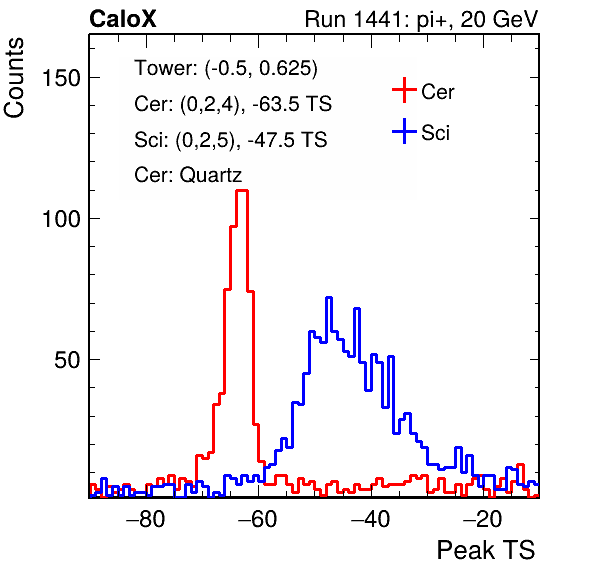 CaloX Run 1441: pi+, 20 GeV
Counts
Tower: (-0.5, 0.625)
Cer: (0,2,4), -63.5 TS
Sci: (0,2,5), -47.5 TS
Cer: Quartz
Cer
Sci
150
100
50
−80 −60 −40 −20
Peak TS